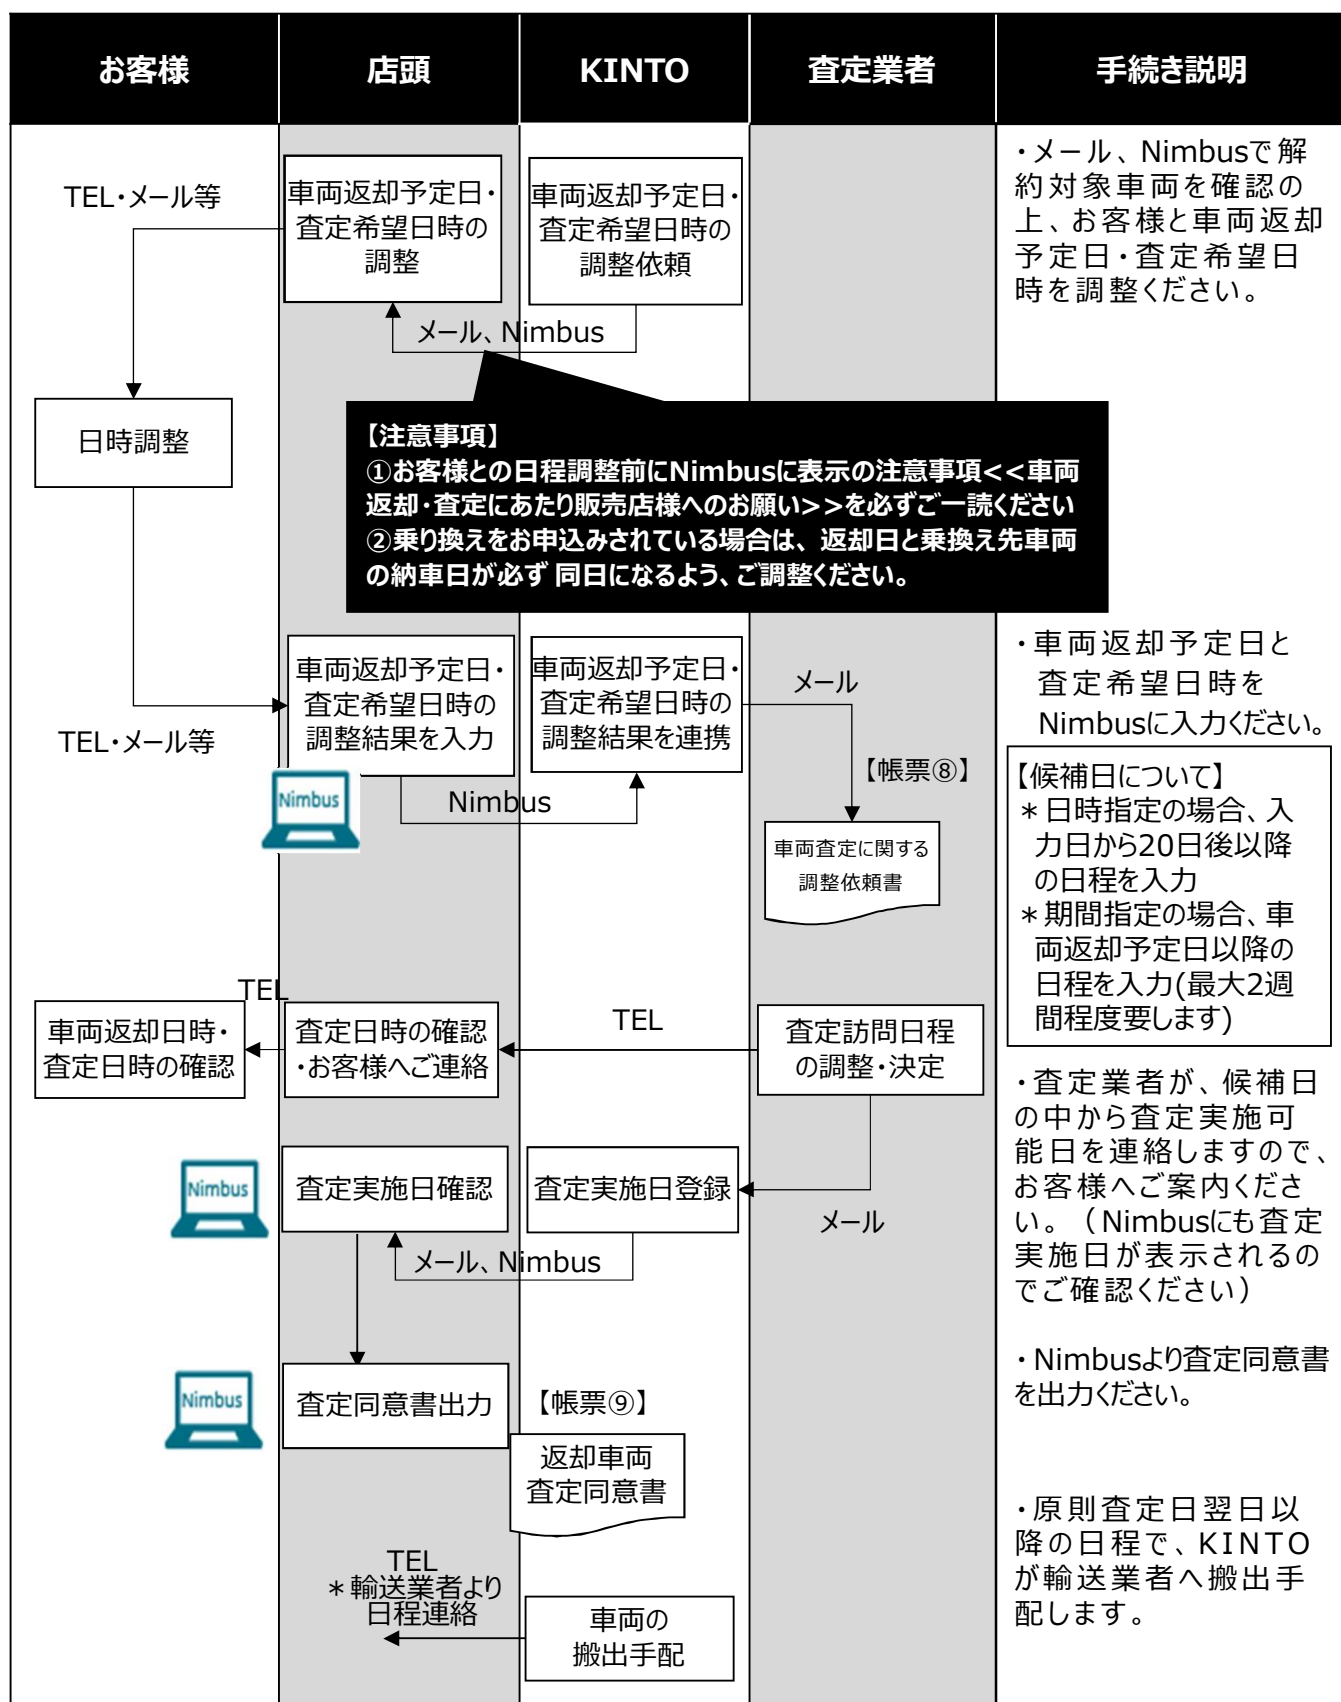 お客様
店頭
KINTO
査定業者
手続き説明
TEL・メール等
車両返却予定日・
査定希望日時の
調整
車両返却予定日・
査定希望日時の
調整依頼
メール、Nimbus
・メール、Nimbusで解
約対象車両を確認の
上、お客様と車両返却
予定日・査定希望日
時を調整ください。
日時調整
【注意事項】
①お客様との日程調整前にNimbusに表示の注意事項<<車両
返却・査定にあたり販売店様へのお願い>>を必ずご一読ください
②乗り換えをお申込みされている場合は、返却日と乗換え先車両
の納車日が必ず 同日になるよう、ご調整ください。
TEL・メール等
車両返却予定日・
査定希望日時の
調整結果を入力
Nimbus
Nimbus
車両返却予定日・
査定希望日時の
調整結果を連携
メール
【帳票⑧】
車両査定に関する
調整依頼書
・車両返却予定日と
査定希望日時を
Nimbusに入力ください。
【候補日について】
＊日時指定の場合、入
力日から20日後以降
の日程を入力
＊期間指定の場合、車
両返却予定日以降の
日程を入力(最大2週
間程度要します)
TEL
車両返却日時・
査定日時の確認
査定日時の確認
・お客様へご連絡
TEL
査定訪問日程
の調整・決定
・査定業者が、候補日
の中から査定実施可
能日を連絡しますので、
お客様へご案内くださ
い。（Nimbusにも査定
実施日が表示されるの
でご確認ください）
Nimbus
査定実施日確認
査定実施日登録
メール
メール、Nimbus
Nimbus
査定同意書出力
【帳票⑨】
返却車両
査定同意書
・Nimbusより査定同意書
を出力ください。
TEL
＊輸送業者より
日程連絡
車両の
搬出手配
・原則査定日翌日以
降の日程で、KINTO
が輸送業者へ搬出手
配します。